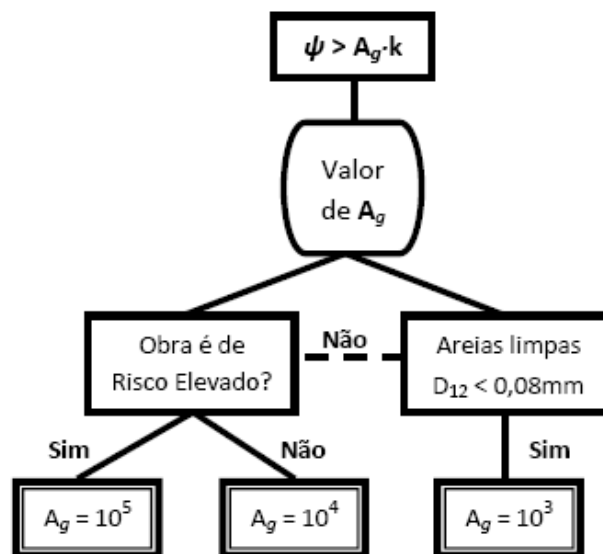 ψ > Ag·k
Valor
de Ag
Obra é de
Risco Elevado?
Não
Areias limpas
D12 < 0,08mm
Sim
Não
Sim
Ag = 10^5
Ag = 10^4
Ag = 10^3